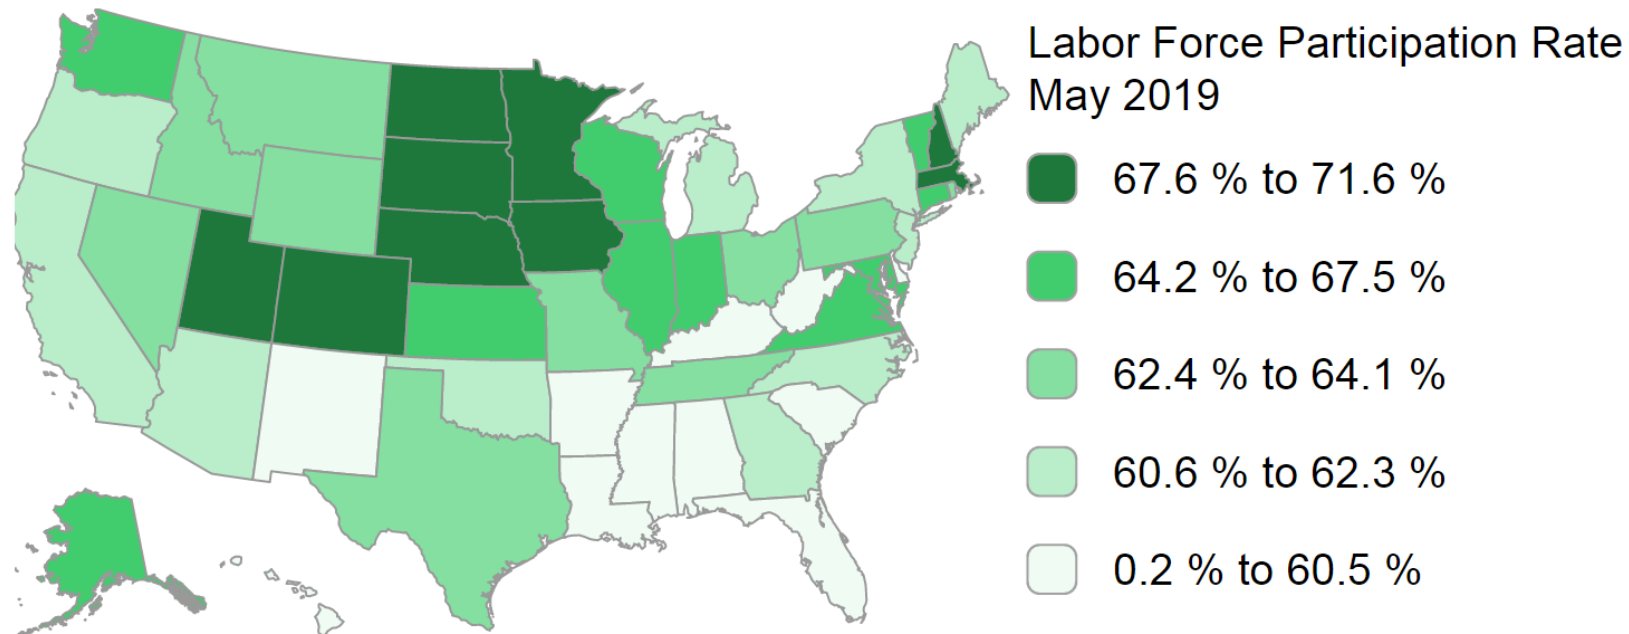 Labor Force Participation Rate
May 2019
67.6 % to 71.6 %
64.2 % to 67.5 %
62.4 % to 64.1 %
60.6 % to 62.3 %
0.2 % to 60.5 %